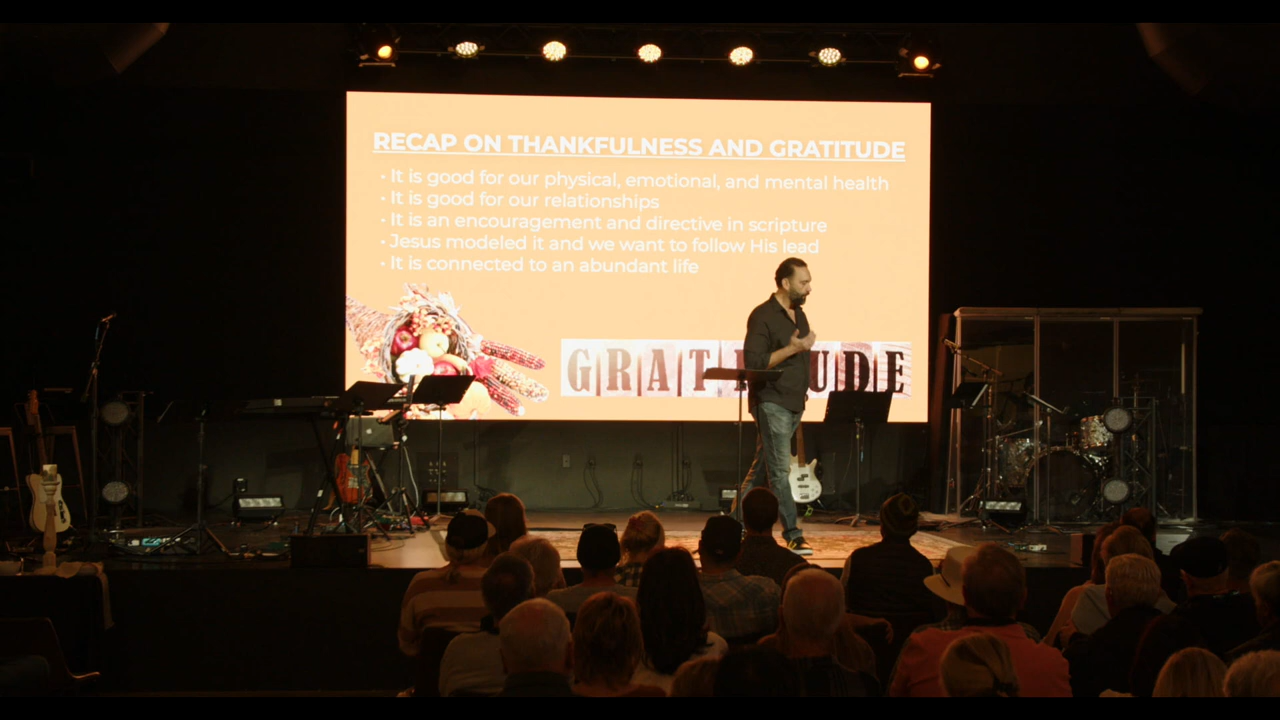 RECAP ON THANKFULNESS AND GRATITUDE
• It is good for our physical, emotional, and mental health
• It is good for our relationships
• It is an encouragement and directive in scripture
• Jesus modeled it and we want to follow His lead
• It is connected to an abundant life
GRATITUDE